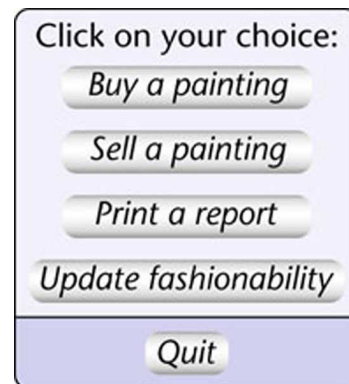 Click on your choice:
Buy a painting
Sell a painting
Print a report
Update fashionability
Quit